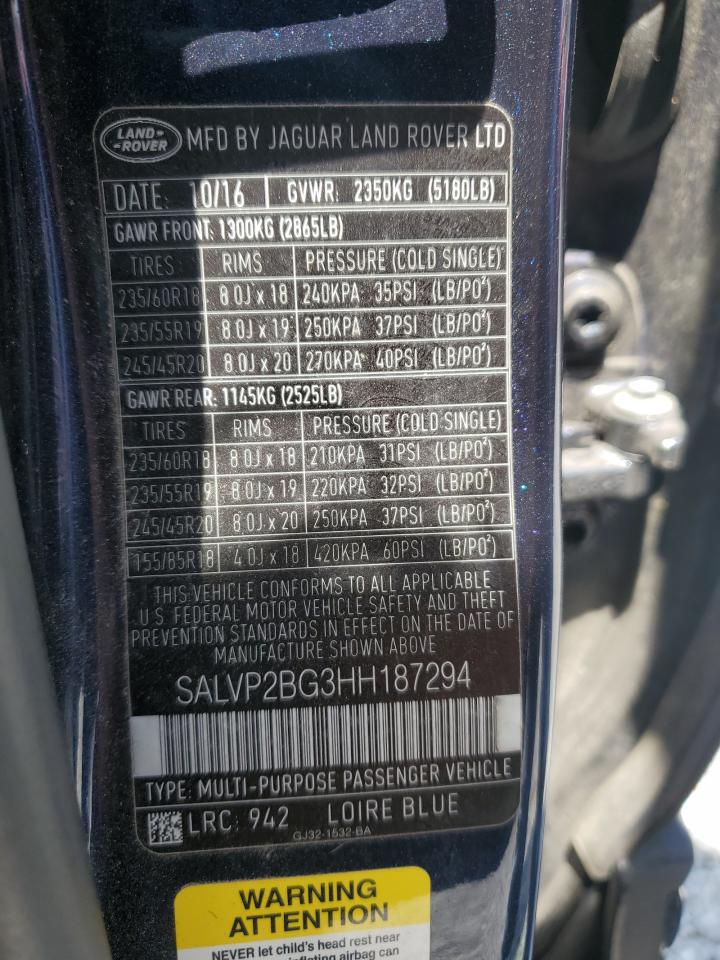 LAND-ROVER MFD BY JAGUAR LAND ROVER LTD
DATE: 10/16 GVWR: 2350KG (5180LB)
GAWR FRONT: 1300KG (2865LB)
TIRES RIMS PRESSURE (COLD SINGLE)
235/60R18 8.0J x 18 240KPA 35PSI (LB/PO²)
235/55R19 8.0J x 19 250KPA 37PSI (LB/PO²)
245/45R20 8.0J x 20 270KPA 40PSI (LB/PO²)
GAWR REAR: 1145KG (2525LB)
TIRES RIMS PRESSURE (COLD SINGLE)
235/60R18 8.0J x 18 210KPA 31PSI (LB/PO²)
235/55R19 8.0J x 19 220KPA 32PSI (LB/PO²)
245/45R20 8.0J x 20 250KPA 37PSI (LB/PO²)
155/85R18 4.0J x 18 420KPA 60PSI (LB/PO²)
THIS VEHICLE CONFORMS TO ALL APPLICABLE
U.S. FEDERAL MOTOR VEHICLE SAFETY AND THEFT
PREVENTION STANDARDS IN EFFECT ON THE DATE OF
MANUFACTURE SHOWN ABOVE
SALVP2BG3HH187294
TYPE: MULTI-PURPOSE PASSENGER VEHICLE
LRC: 942 LOIRE BLUE
GJ32-1532-BA
WARNING
ATTENTION
NEVER let child's head rest near
inflating airbag can